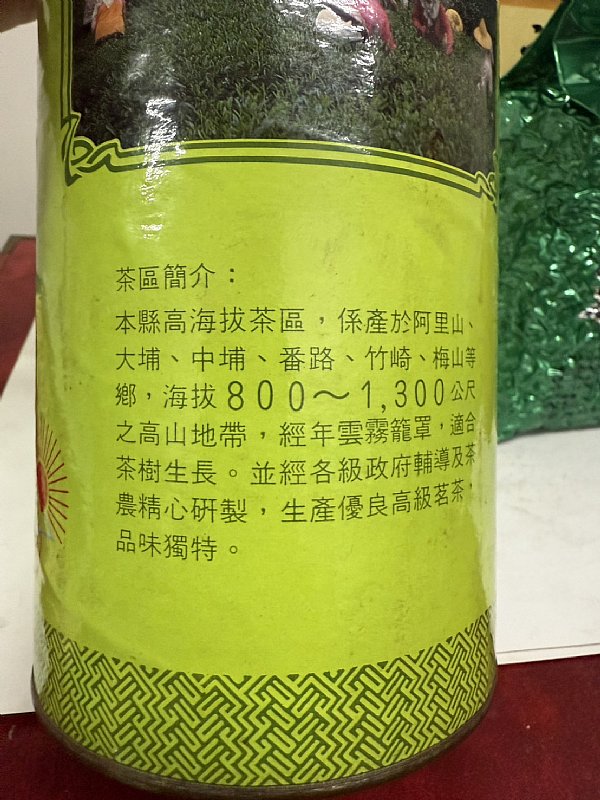 茶區簡介：
本縣高海拔茶區，係產於阿里山、
大埔、中埔、番路、竹崎、梅山等
鄉，海拔800～1,300公尺
之高山地帶，經年雲霧籠罩，適合
茶樹生長。並經各級政府輔導及茶
農精心研製，生產優良高級茗茶，
品味獨特。